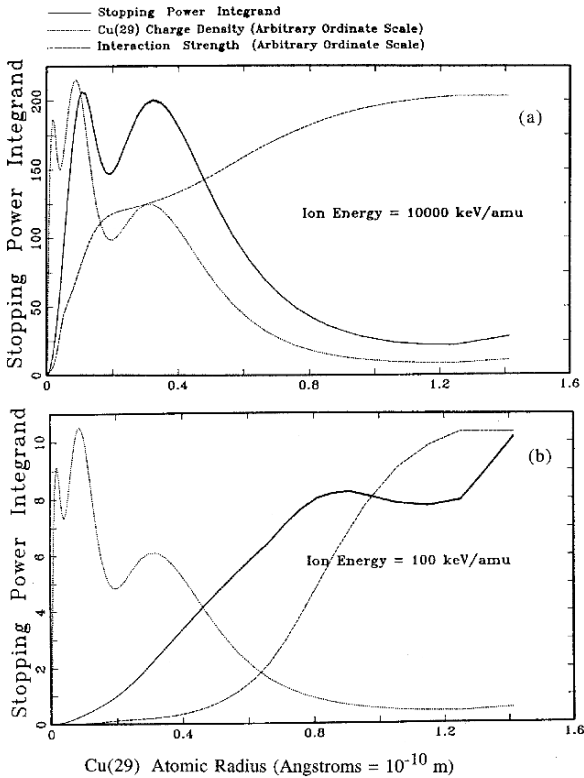 Stopping Power Integrand
Cu(29) Charge Density (Arbitrary Ordinate Scale)
Interaction Strength (Arbitrary Ordinate Scale)
Stopping Power Integrand
200
150
100
50
0
(a)
Ion Energy = 10000 keV/amu
0 0.4 0.8 1.2 1.6
Stopping Power Integrand
10
8
6
4
2
0
(b)
Ion Energy = 100 keV/amu
0 0.4 0.8 1.2 1.6
Cu(29) Atomic Radius (Angstroms = 10⁻¹⁰ m)